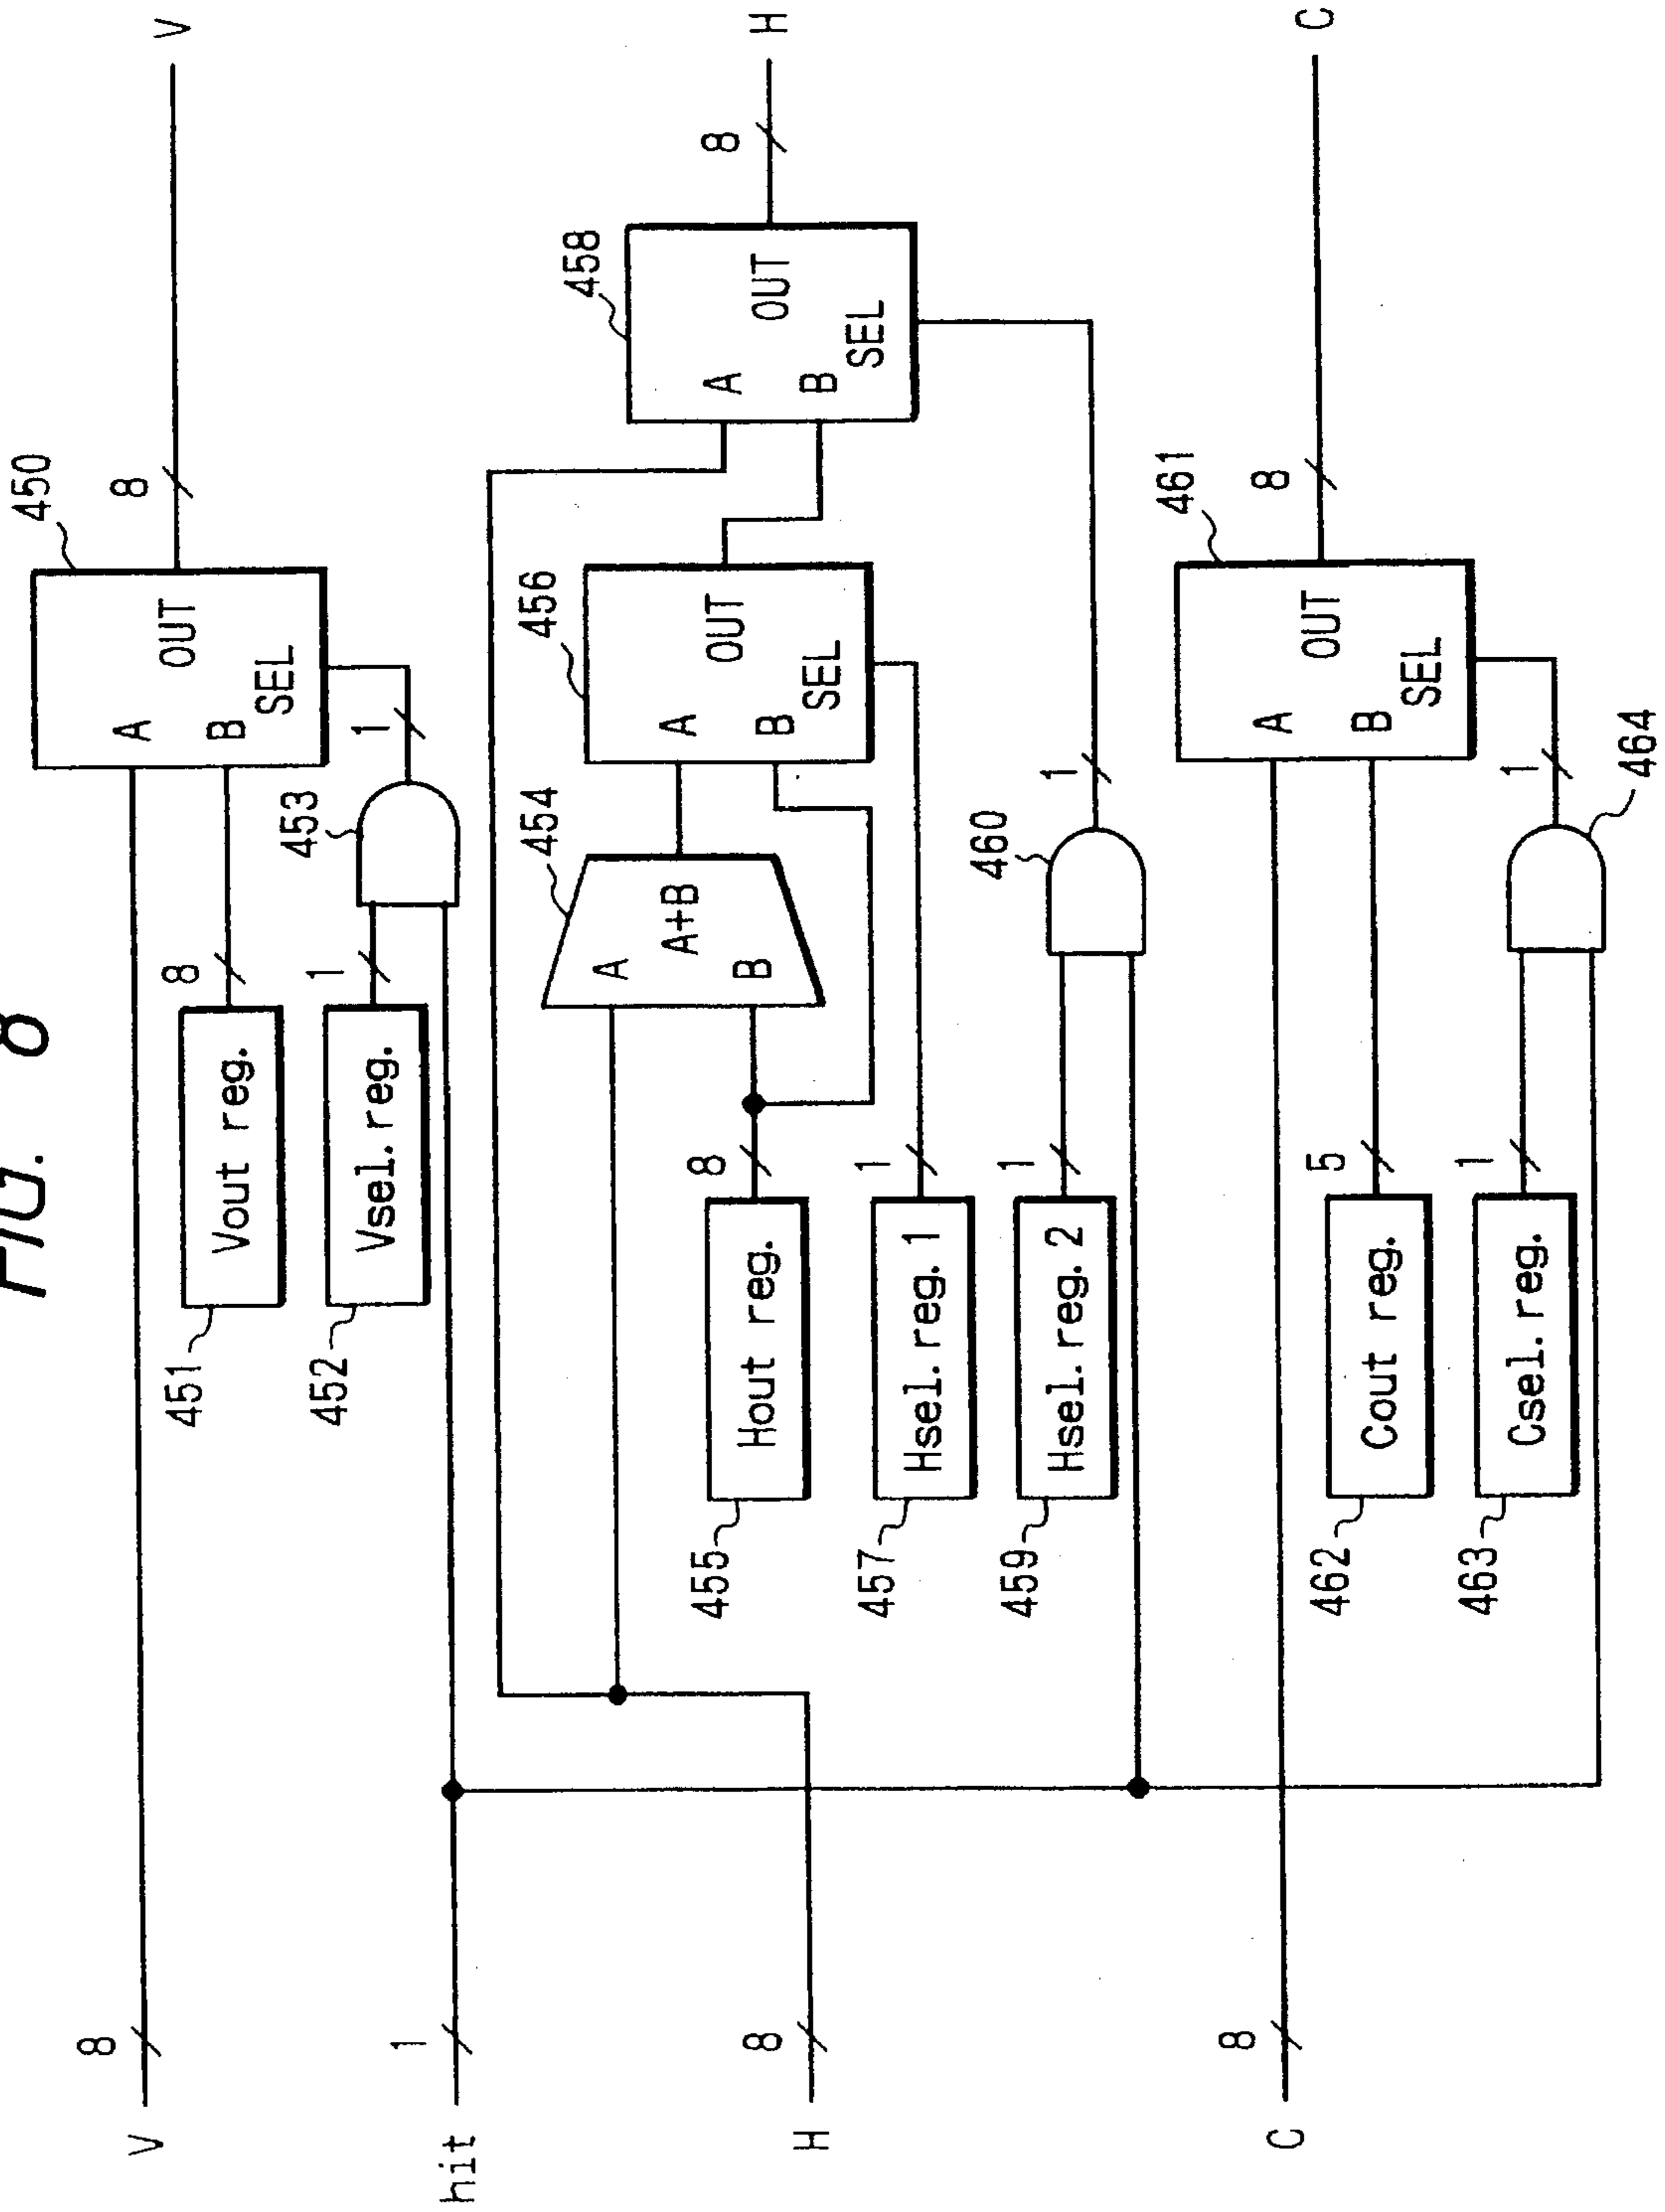 FIG. 8
V
8
450
A
B
OUT
SEL
8
V
451
Vout reg.
8
452
Vsel.reg.
1
453
1
hit
1
454
A
B
A+B
456
A
B
OUT
SEL
458
A
B
OUT
SEL
8
H
H
8
455
Hout reg.
8
457
Hsel.reg.1
1
459
Hsel.reg.2
1
460
1
C
8
461
A
B
OUT
SEL
8
C
462
Cout reg.
5
463
Csel.reg.
1
464
1